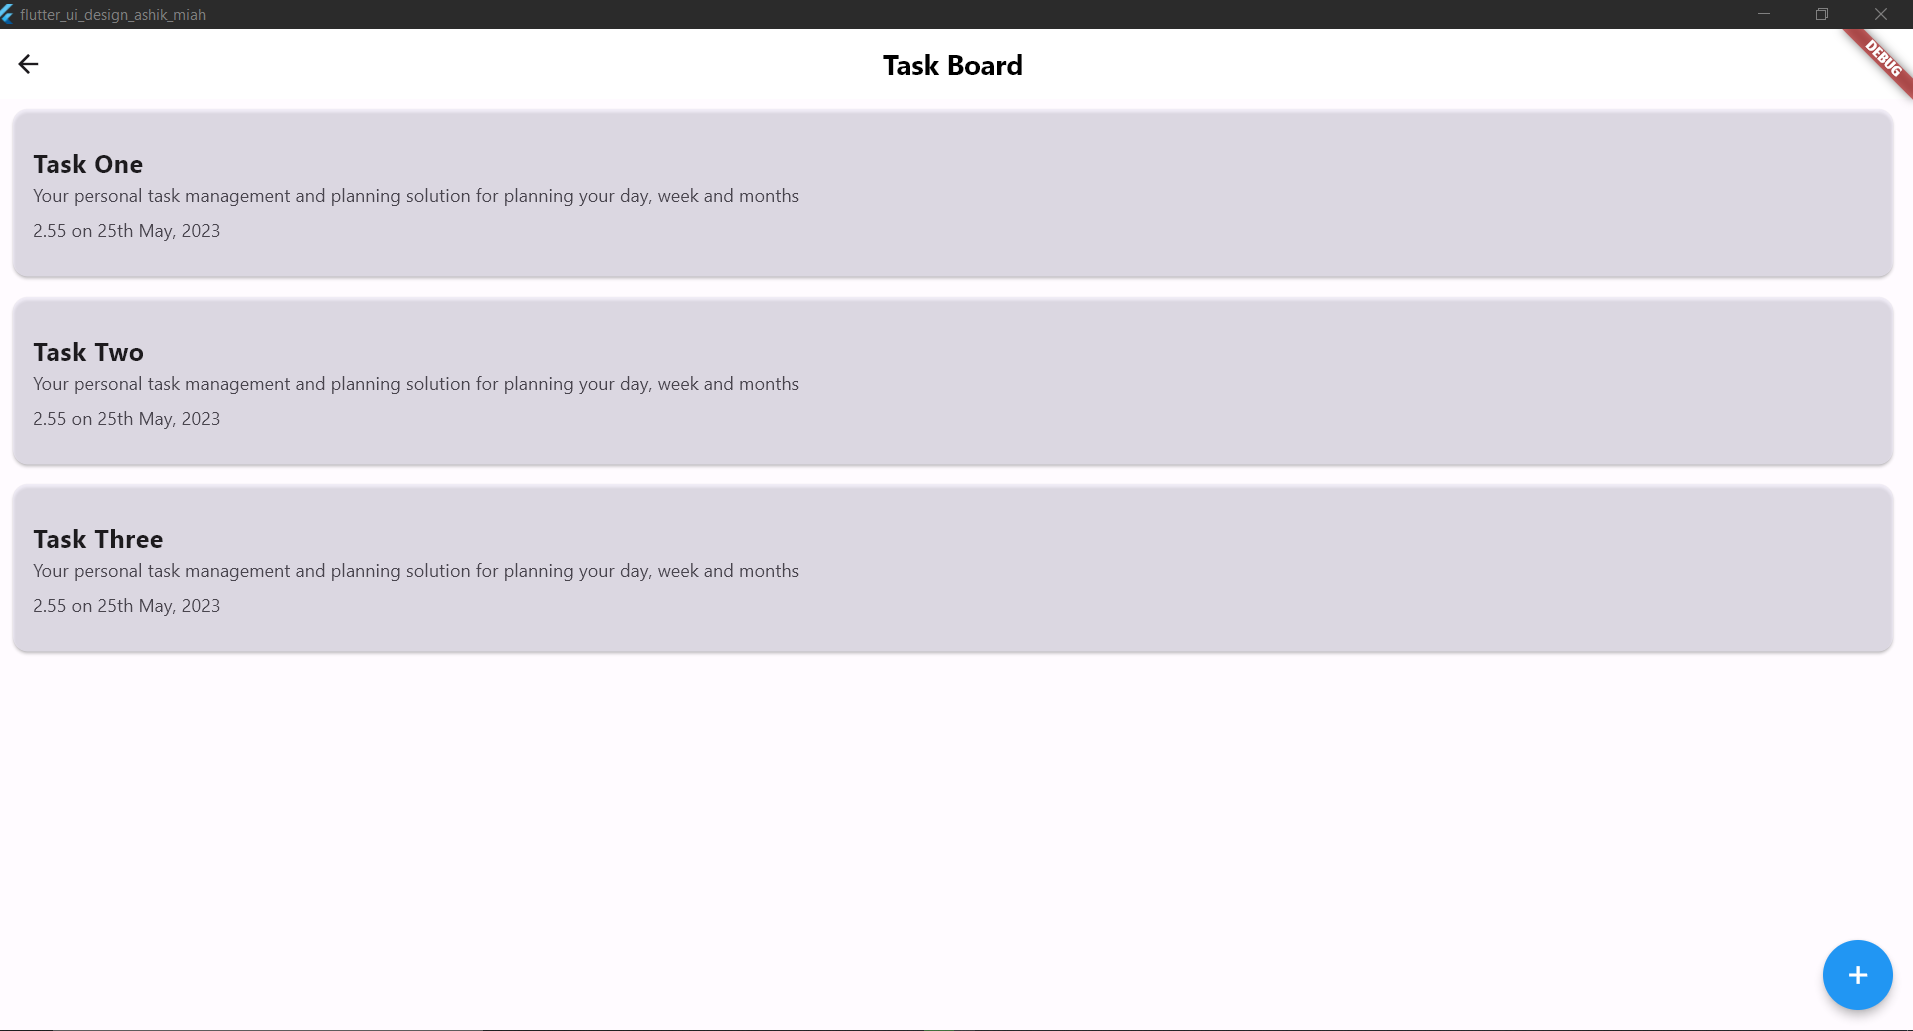 flutter_ui_design_ashik_miah
Task Board
DEBUG
Task One
Your personal task management and planning solution for planning your day, week and months
2.55 on 25th May, 2023
Task Two
Your personal task management and planning solution for planning your day, week and months
2.55 on 25th May, 2023
Task Three
Your personal task management and planning solution for planning your day, week and months
2.55 on 25th May, 2023